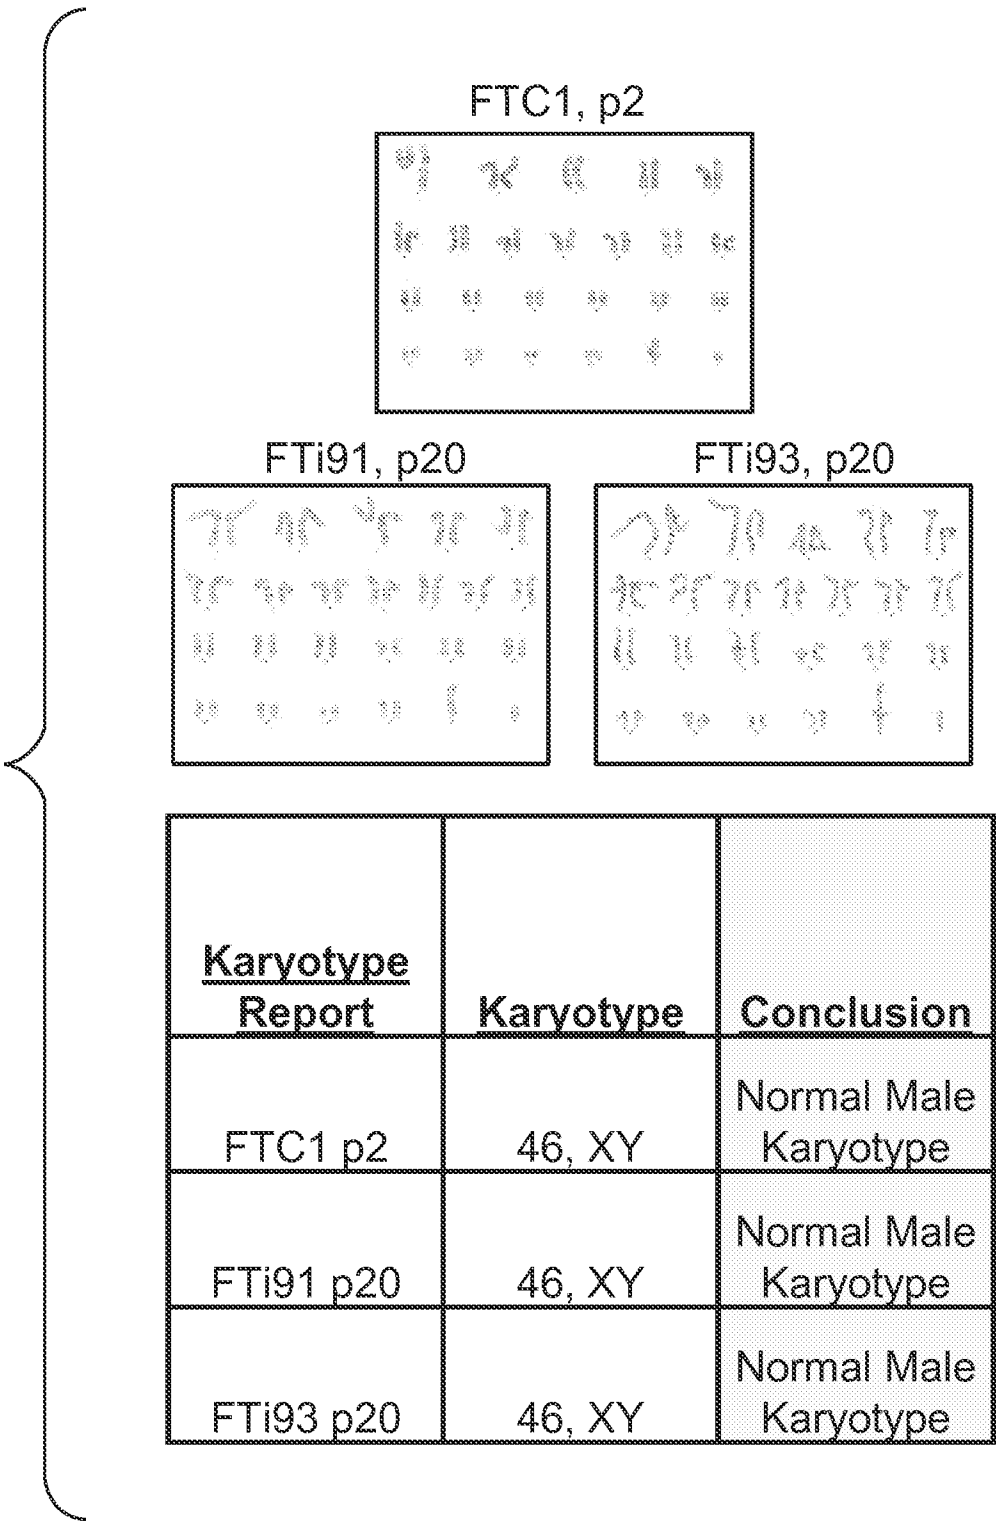 FTC1, p2
FTi91, p20
FTi93, p20
Karyotype
Report
Karyotype
Conclusion
FTC1 p2
46, XY
Normal Male
Karyotype
FTi91 p20
46, XY
Normal Male
Karyotype
FTi93 p20
46, XY
Normal Male
Karyotype